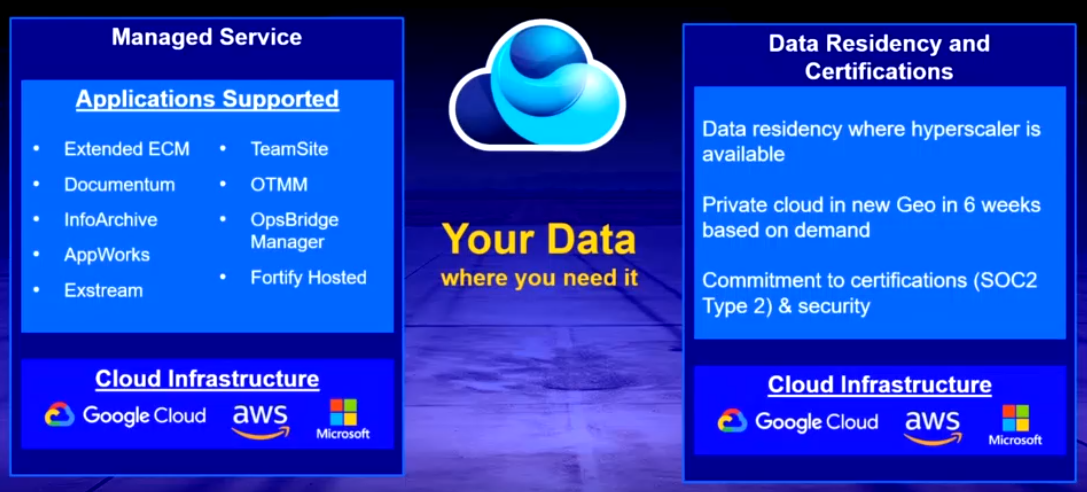 Managed Service
Applications Supported
• Extended ECM
• Documentum
• InfoArchive
• AppWorks
• Exstream
• TeamSite
• OTMM
• OpsBridge
Manager
• Fortify Hosted
Cloud Infrastructure
Google Cloud
aws
Microsoft
Your Data
where you need it
Data Residency and
Certifications
Data residency where hyperscaler is
available
Private cloud in new Geo in 6 weeks
based on demand
Commitment to certifications (SOC2
Type 2) & security
Cloud Infrastructure
Google Cloud
aws
Microsoft